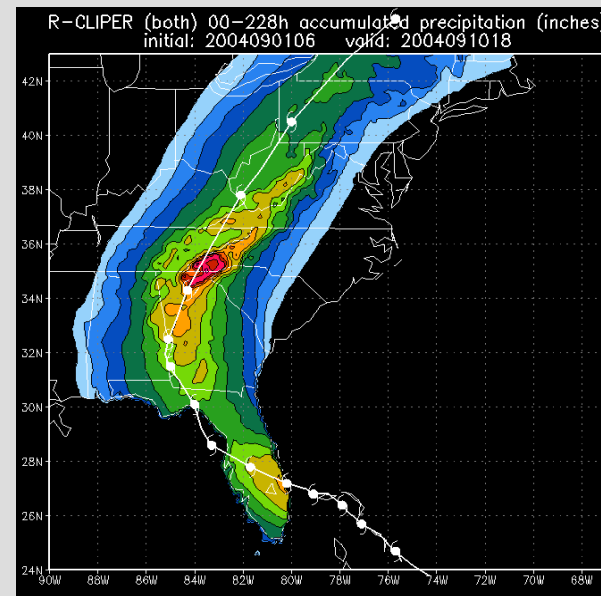 R-CLIPER (both) 00-228h accumulated precipitation (inches)
initial: 2004090106 valid: 2004091018
42N
40N
38N
36N
34N
32N
30N
28N
26N
24N
90W 88W 86W 84W 82W 80W 78W 76W 74W 72W 70W 68W